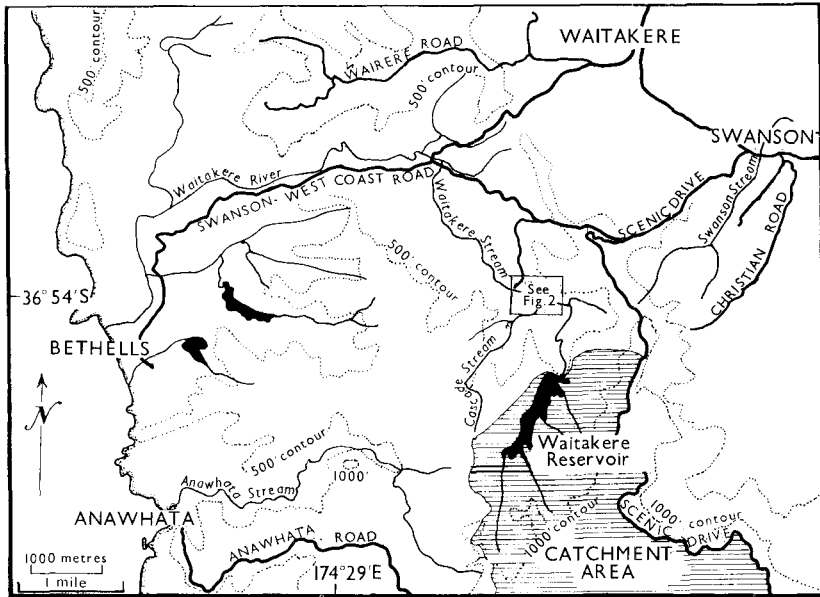 WAITAKERE
WAIRERE ROAD
500' contour
500' contour
SWANSON
Waitakere River
SWANSON - WEST COAST ROAD
Waitakere Stream
SCENIC DRIVE
Swanson Stream
CHRISTIAN ROAD
500' contour
See
Fig. 2
36° 54'S
BETHELLS
Cascade Stream
N
Waitakere
Reservoir
500' contour
Anawhata Stream
1000'
1000' contour
SCENIC DRIVE
1000' contour
ANAWHATA
ANAWHATA ROAD
CATCHMENT
AREA
1000 metres
1 mile
174° 29'E